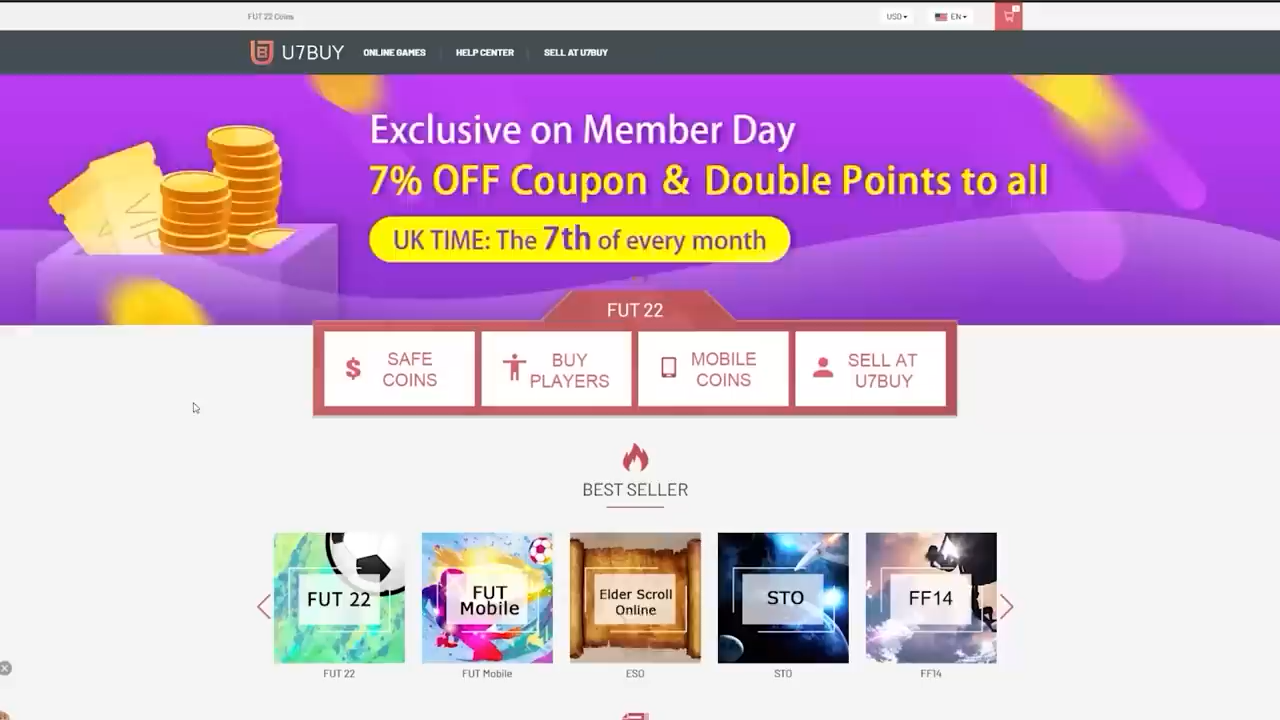 FUT 22 Coins
USD
EN
U7BUY
ONLINE GAMES
HELP CENTER
SELL AT U7BUY
Exclusive on Member Day
7% OFF Coupon & Double Points to all
UK TIME: The 7th of every month
FUT 22
SAFE
COINS
BUY
PLAYERS
MOBILE
COINS
SELL AT
U7BUY
BEST SELLER
FUT 22
FUT
Mobile
Elder Scroll
Online
STO
FF14
FUT 22
FUT Mobile
ESO
STO
FF14